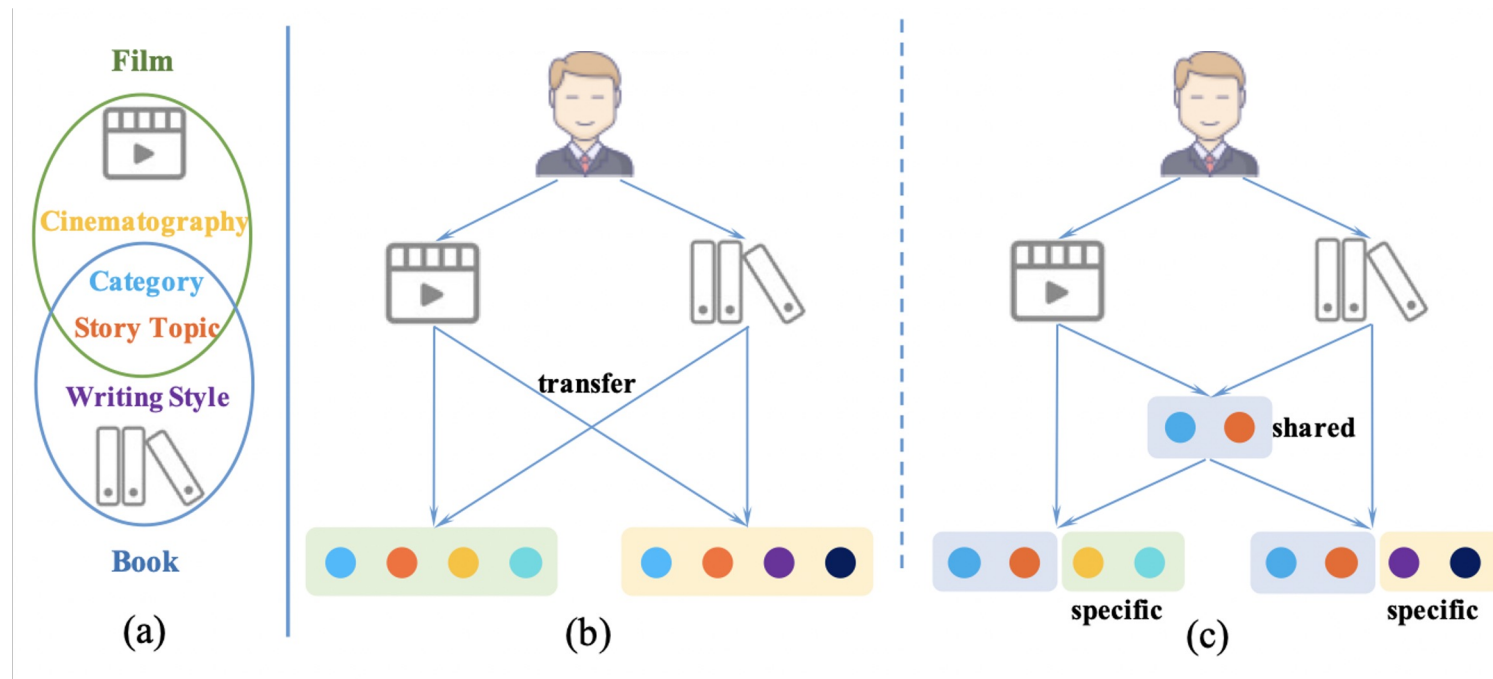 Film
Cinematography
Category
Story Topic
Writing Style
Book
(a)
transfer
(b)
shared
specific
specific
(c)